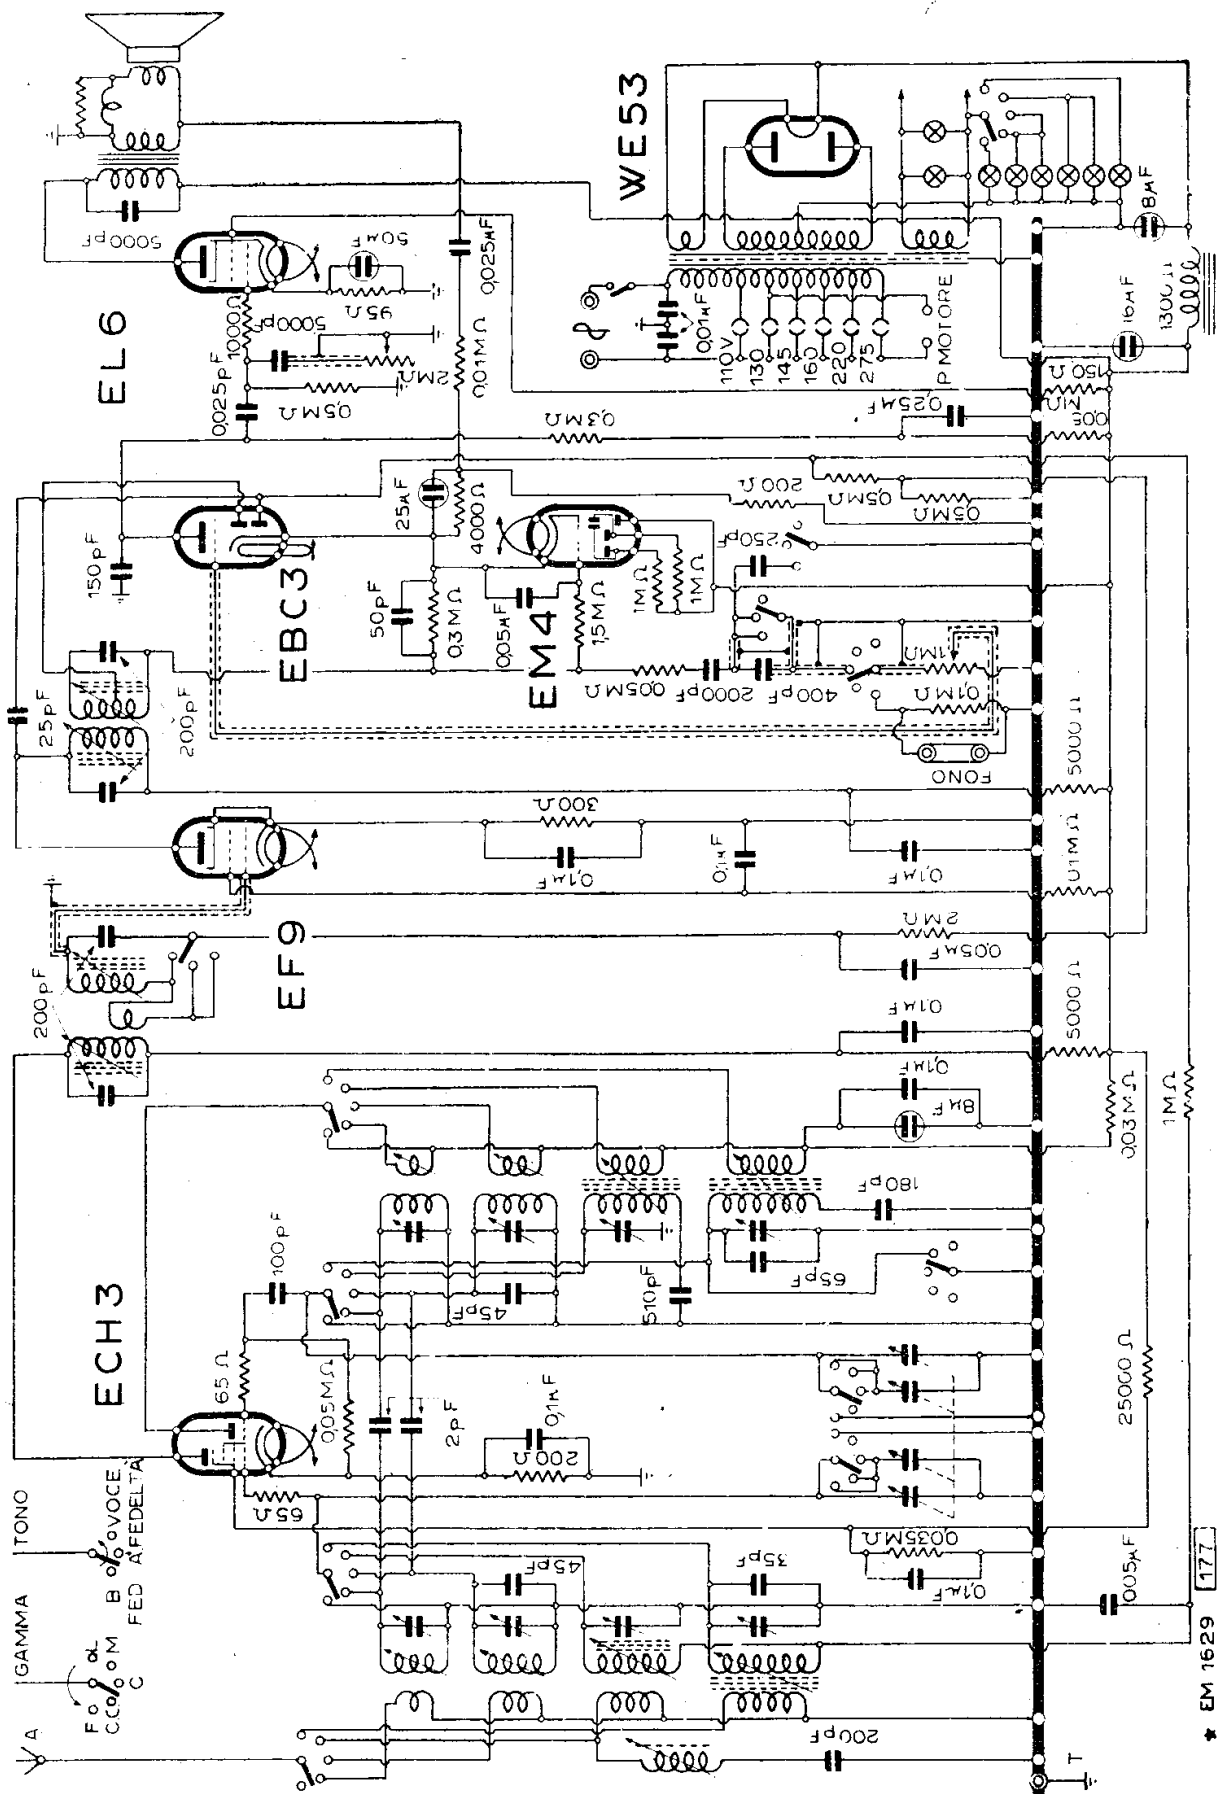 A
GAMMA
TONO
F
α
C.C.
M
C
B
VOCE
FED
A FEDELTÀ
ECH3
EF9
EBC3
EM4
EL6
WE53
65Ω
65Ω
100pF
0,05MΩ
2pF
0,1µF
200Ω
45pF
35pF
200pF
45pF
510pF
65pF
180pF
0,035MΩ
0,1µF
0,05µF
25000Ω
8µF
0,1µF
0,1µF
0,03MΩ
5000Ω
1MΩ
200pF
0,05µF
2MΩ
0,1MΩ
0,1µF
0,1µF
300Ω
0,1µF
5000Ω
25pF
200pF
150pF
50pF
0,3MΩ
25µF
4000Ω
0,05µF
1,5MΩ
1MΩ
1MΩ
0,05MΩ
2000pF
400pF
250pF
200Ω
0,5MΩ
0,5MΩ
0,1MΩ
1MΩ
FONO
0,025pF
1000Ω
5000pF
0,5MΩ
2MΩ
95Ω
50µF
5000pF
0,01MΩ
0,025µF
0,3MΩ
0,25µF
150Ω
0,01µF
110V
130
145
160
220
275
P MOTORE
16µF
8µF
1300Ω
T
★ EM 1629
177